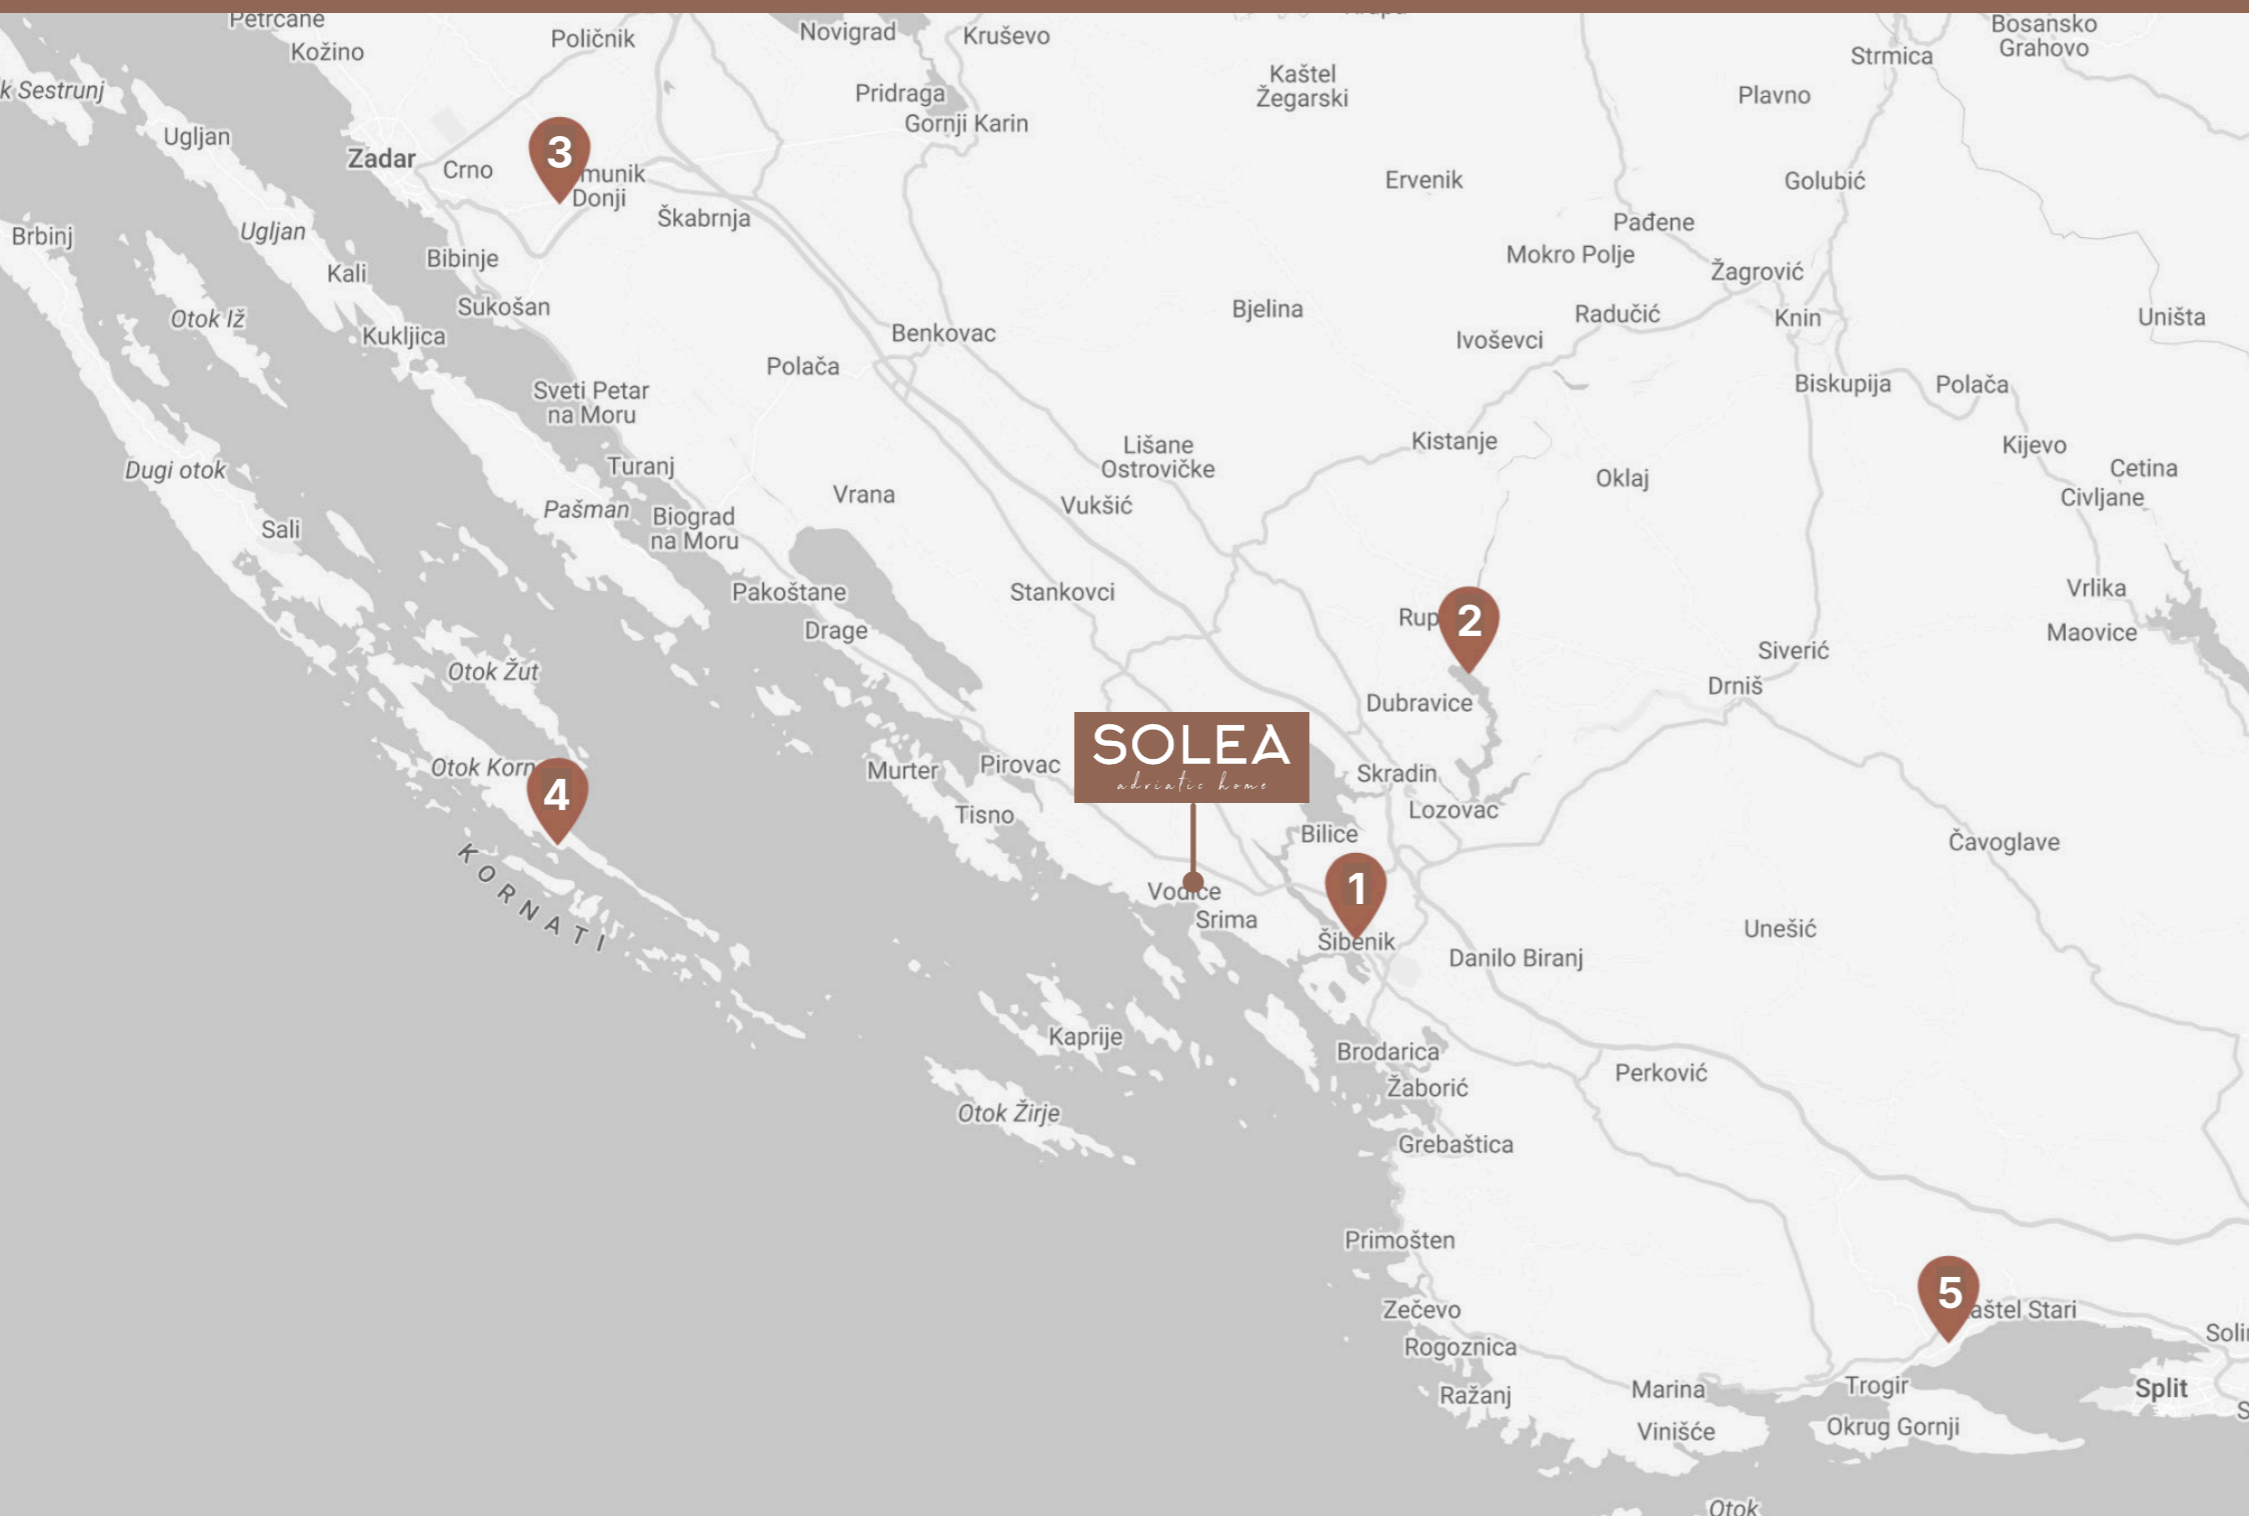 Petrčane
Kožino
Poličnik
Novigrad
Kruševo
Bosansko
Grahovo
Strmica
Kaštel
Žegarski
k Sestrunj
Pridraga
Plavno
Gornji Karin
Ugljan
Zadar
Crno
3
munik
Donji
Škabrnja
Ervenik
Golubić
Pađene
Brbinj
Ugljan
Bibinje
Mokro Polje
Žagrović
Kali
Otok Iž
Sukošan
Kukljica
Benkovac
Bjelina
Radučić
Knin
Uništa
Ivoševci
Polača
Sveti Petar
na Moru
Biskupija
Polača
Dugi otok
Turanj
Lišane
Ostrovičke
Kistanje
Oklaj
Kijevo
Cetina
Civljane
Sali
Pašman
Biograd
na Moru
Vrana
Vukšić
Pakoštane
Stankovci
Drage
Rup
2
Vrlika
Maovice
Siverić
Drniš
Otok Žut
Dubravice
SOLEA
adriatic home
Otok Korn
4
Murter
Pirovac
Skradin
Tisno
Lozovac
Bilice
Čavoglave
KORNATI
Vodice
Srima
1
Šibenik
Danilo Biranj
Unešić
Kaprije
Brodarica
Žaborić
Perković
Otok Žirje
Grebaštica
Primošten
Zečevo
Rogoznica
Ražanj
5
aštel Stari
Solin
Marina
Trogir
Split
Vinišće
Okrug Gornji
S
Otok